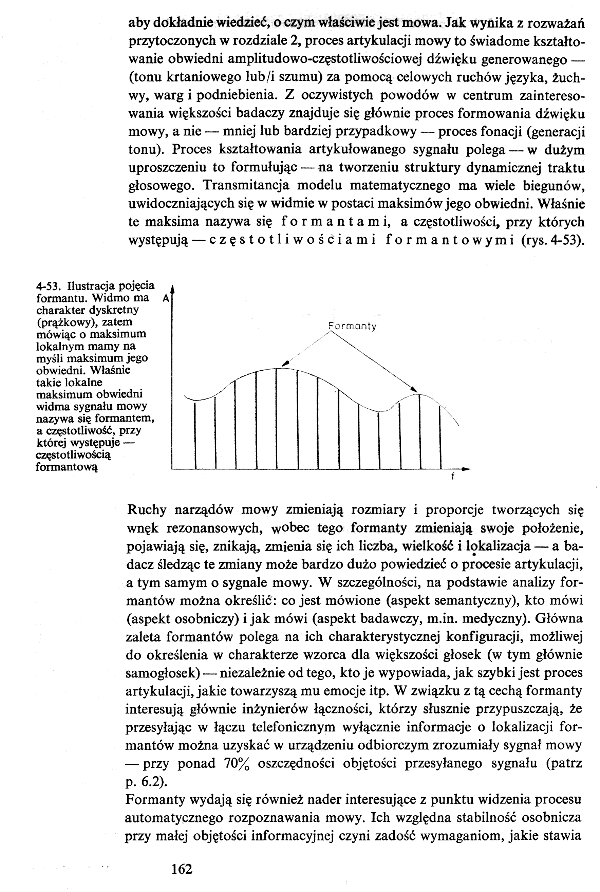 aby dokładnie wiedzieć, o czym właściwie jest mowa. Jak wynika z rozważań
przytoczonych w rozdziale 2, proces artykulacji mowy to świadome kształto-
wanie obwiedni amplitudowo-częstotliwościowej dźwięku generowanego —
(tonu krtaniowego lub/i szumu) za pomocą celowych ruchów języka, żuch-
wy, warg i podniebienia. Z oczywistych powodów w centrum zaintereso-
wania większości badaczy znajduje się głównie proces formowania dźwięku
mowy, a nie — mniej lub bardziej przypadkowy — proces fonacji (generacji
tonu). Proces kształtowania artykułowanego sygnału polega — w dużym
uproszczeniu to formułując — na tworzeniu struktury dynamicznej traktu
głosowego. Transmitancja modelu matematycznego ma wiele biegunów,
uwidoczniających się w widmie w postaci maksimów jego obwiedni. Właśnie
te maksima nazywa się f o r m a n t a m i, a częstotliwości, przy których
występują — c z ę s t o t l i w o ś c i a m i f o r m a n t o w y m i (rys. 4-53).
4-53. Ilustracja pojęcia
formantu. Widmo ma
charakter dyskretny
(prążkowy), zatem
mówiąc o maksimum
lokalnym mamy na
myśli maksimum jego
obwiedni. Właśnie
takie lokalne
maksimum obwiedni
widma sygnału mowy
nazywa się formantem,
a częstotliwość, przy
której występuje —
częstotliwością
formantową
A
Formanty
f
Ruchy narządów mowy zmieniają rozmiary i proporcje tworzących się
wnęk rezonansowych, wobec tego formanty zmieniają swoje położenie,
pojawiają się, znikają, zmienia się ich liczba, wielkość i lokalizacja — a ba-
dacz śledząc te zmiany może bardzo dużo powiedzieć o procesie artykulacji,
a tym samym o sygnale mowy. W szczególności, na podstawie analizy for-
mantów można określić: co jest mówione (aspekt semantyczny), kto mówi
(aspekt osobniczy) i jak mówi (aspekt badawczy, m.in. medyczny). Główna
zaleta formantów polega na ich charakterystycznej konfiguracji, możliwej
do określenia w charakterze wzorca dla większości głosek (w tym głównie
samogłosek) — niezależnie od tego, kto je wypowiada, jak szybki jest proces
artykulacji, jakie towarzyszą mu emocje itp. W związku z tą cechą formanty
interesują głównie inżynierów łączności, którzy słusznie przypuszczają, że
przesyłając w łączu telefonicznym wyłącznie informacje o lokalizacji for-
mantów można uzyskać w urządzeniu odbiorczym zrozumiały sygnał mowy
— przy ponad 70% oszczędności objętości przesyłanego sygnału (patrz
p. 6.2).
Formanty wydają się również nader interesujące z punktu widzenia procesu
automatycznego rozpoznawania mowy. Ich względna stabilność osobnicza
przy małej objętości informacyjnej czyni zadość wymaganiom, jakie stawia
162